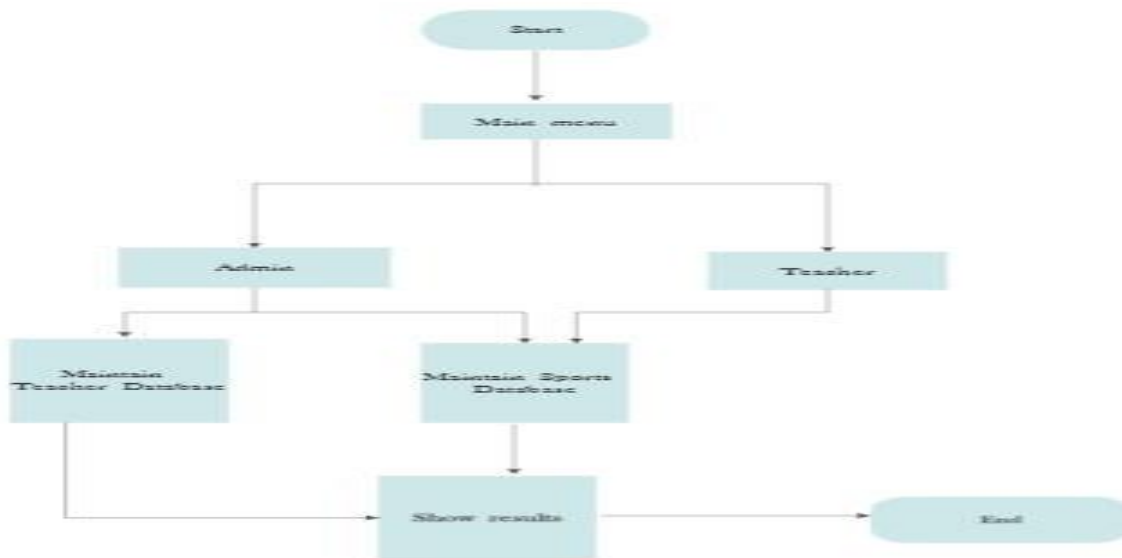 Start
Main menu
Admin
Teacher
Maintain
Teacher Database
Maintain Sports
Database
Show results
End